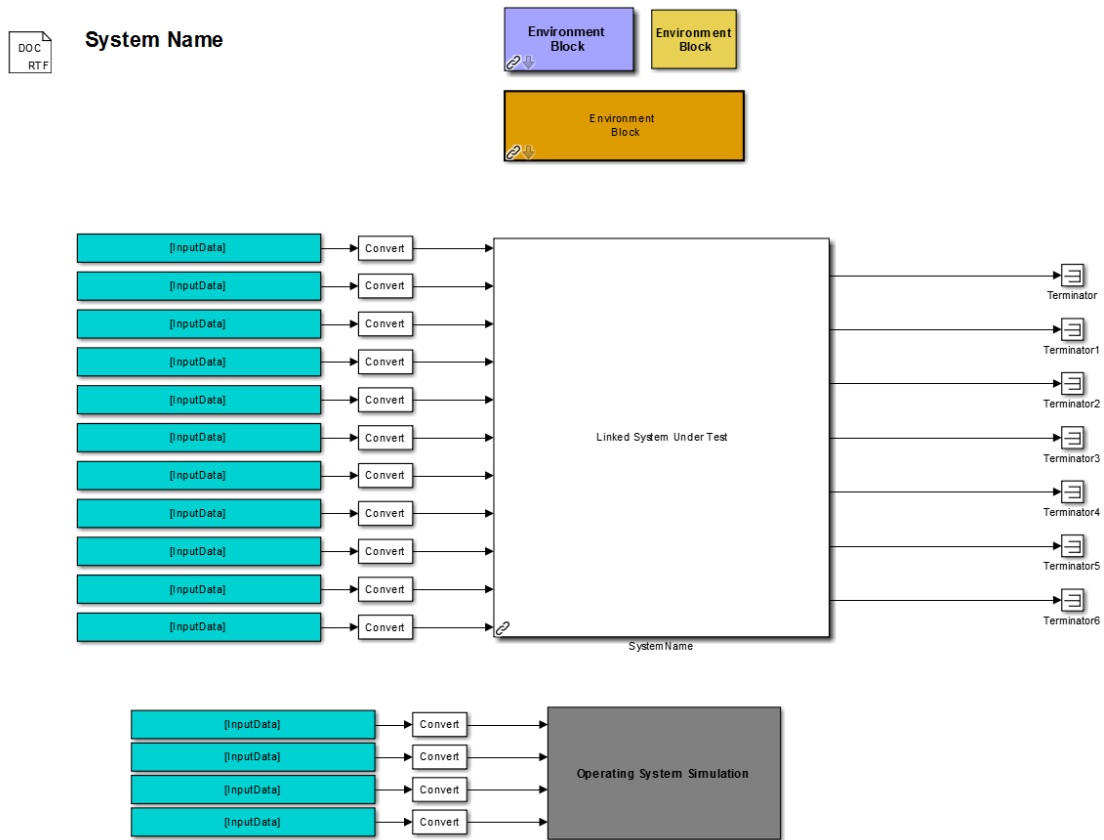 DOC
RTF
System Name
Environment
Block
Environment
Block
Environment
Block
[InputData]
Convert
[InputData]
Convert
[InputData]
Convert
[InputData]
Convert
[InputData]
Convert
[InputData]
Convert
[InputData]
Convert
[InputData]
Convert
[InputData]
Convert
[InputData]
Convert
[InputData]
Convert
Linked System Under Test
SystemName
Terminator
Terminator1
Terminator2
Terminator3
Terminator4
Terminator5
Terminator6
[InputData]
Convert
[InputData]
Convert
[InputData]
Convert
[InputData]
Convert
Operating System Simulation